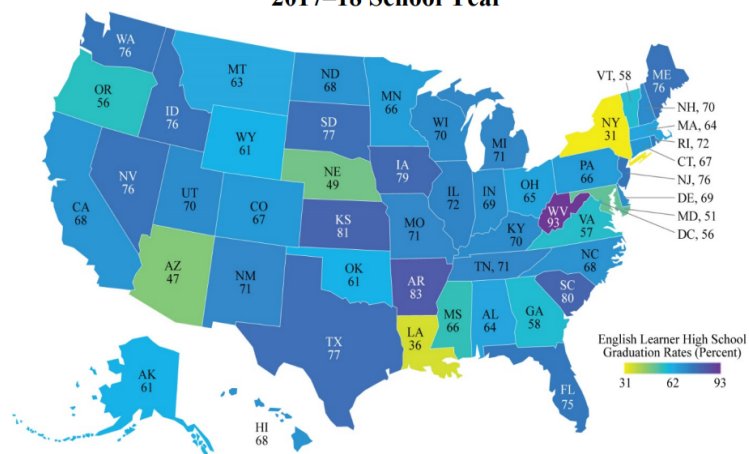 2017–18 School Year
WA
76
OR
56
ID
76
MT
63
ND
68
MN
66
SD
77
WY
61
WI
70
MI
71
NY
31
VT, 58
ME
76
NH, 70
MA, 64
RI, 72
CT, 67
NJ, 76
DE, 69
MD, 51
DC, 56
NE
49
IA
79
NV
76
UT
70
CO
67
CA
68
IL
72
IN
69
OH
65
PA
66
WV
93
VA
57
KS
81
MO
71
KY
70
NC
68
TN, 71
AZ
47
NM
71
OK
61
AR
83
SC
80
MS
66
AL
64
GA
58
LA
36
TX
77
FL
75
AK
61
HI
68
English Learner High School
Graduation Rates (Percent)
31 62 93